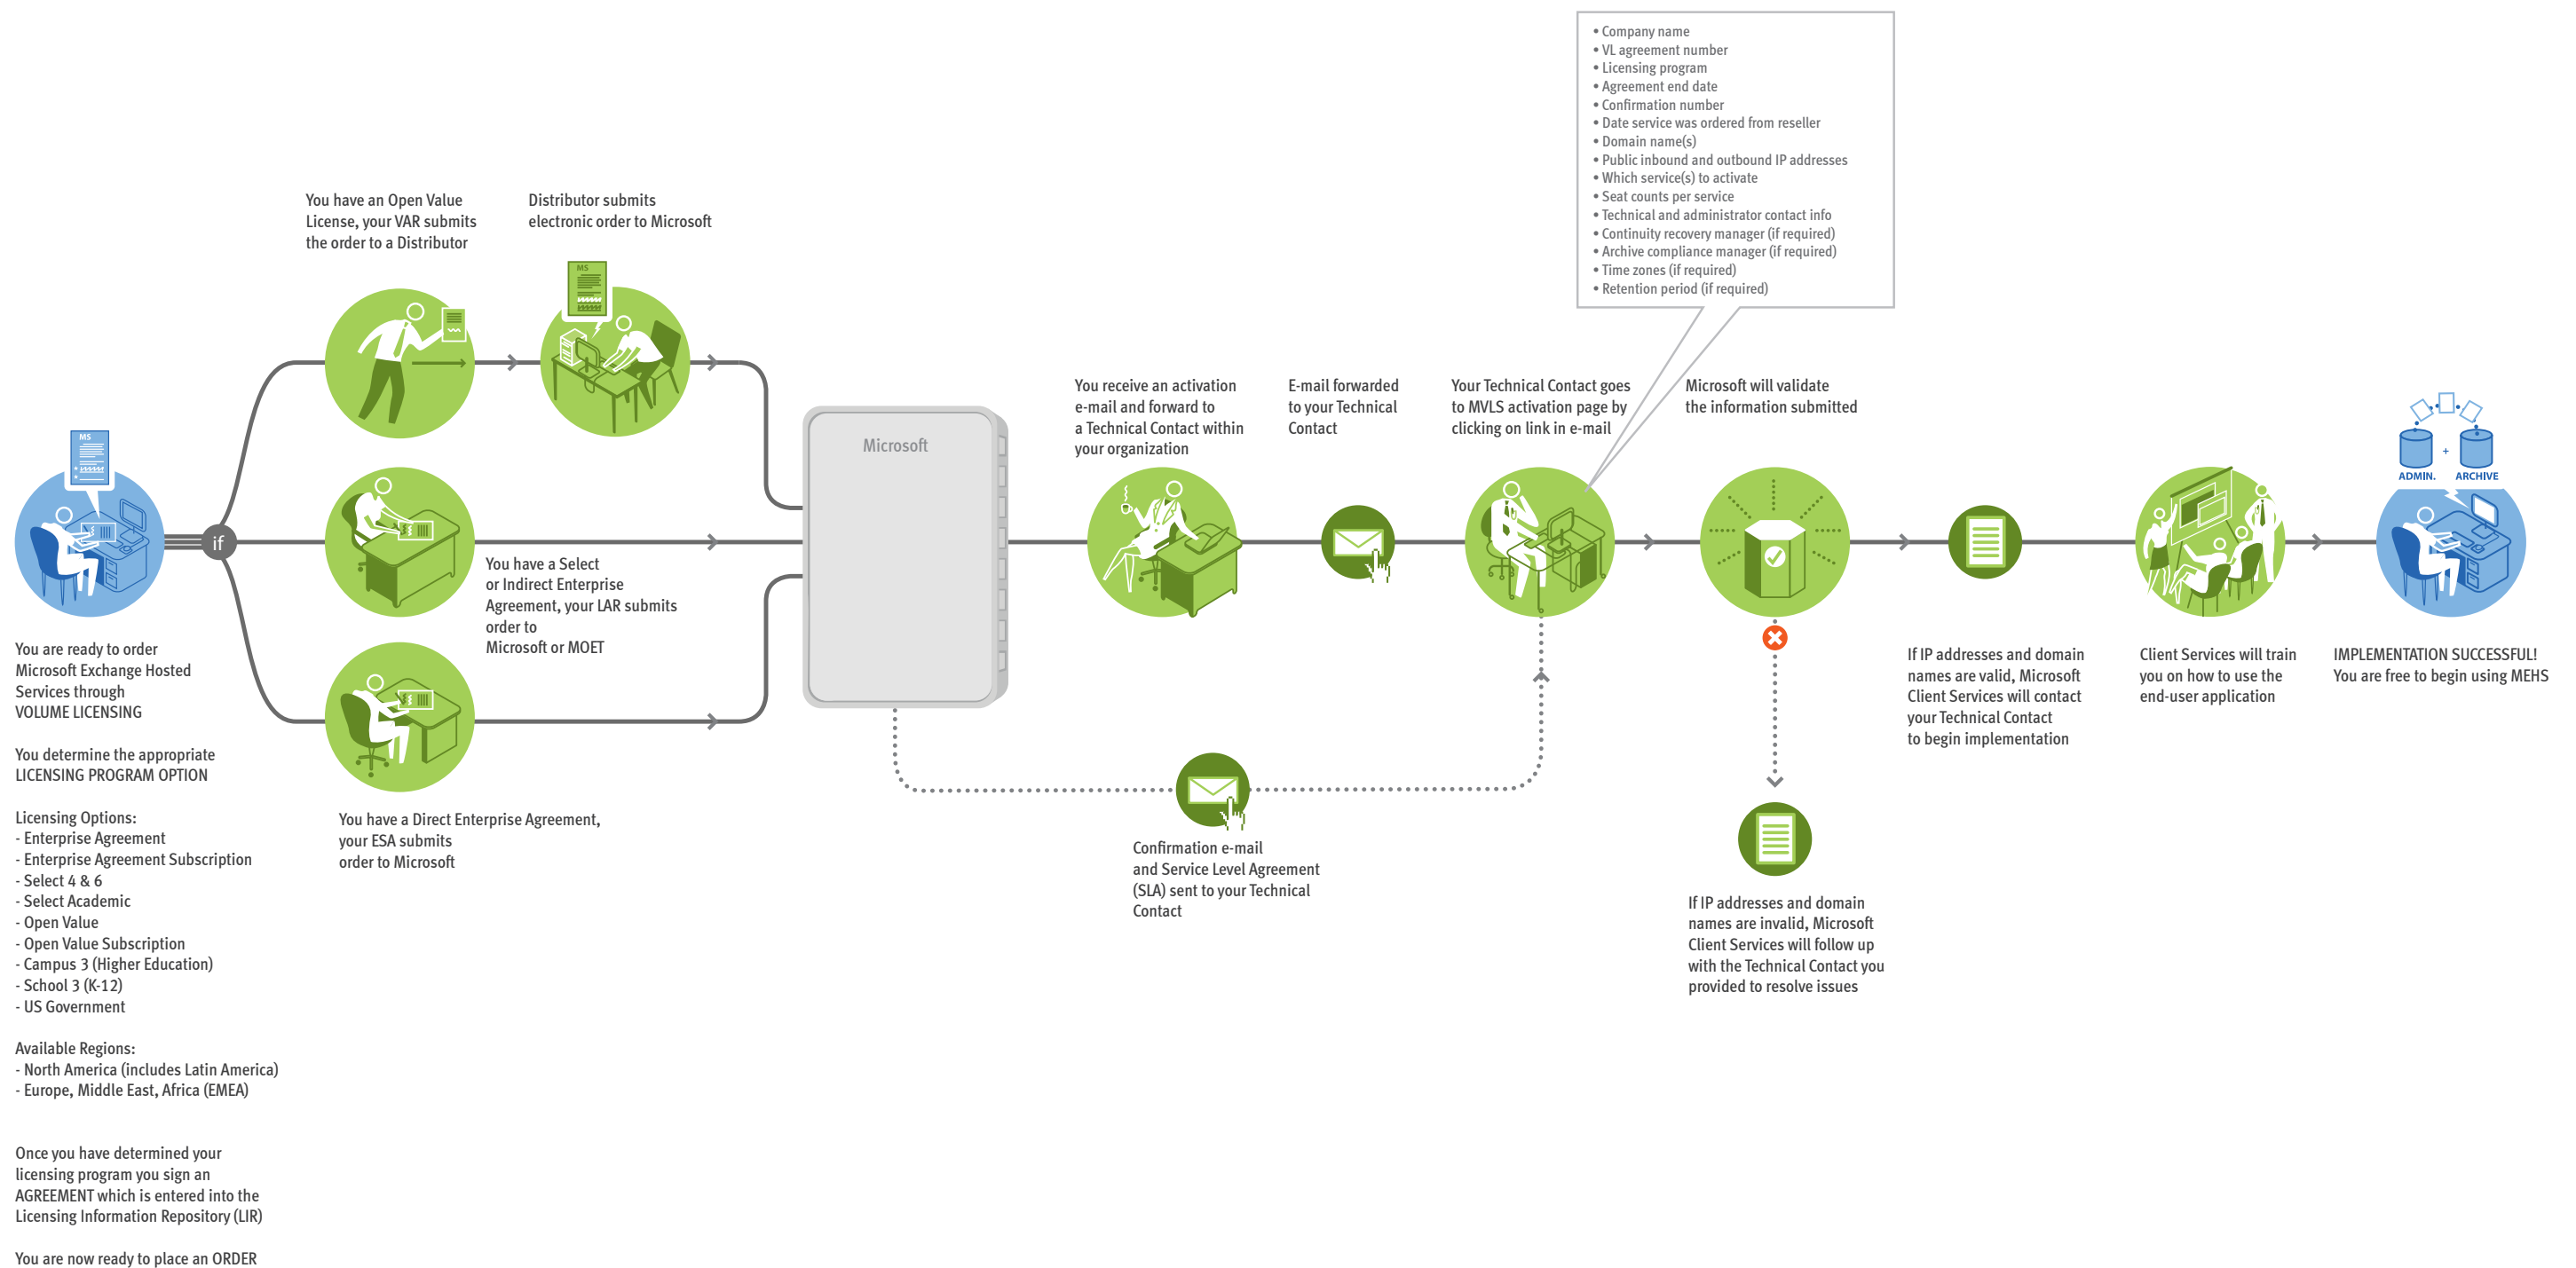 • Company name
• VL agreement number
• Licensing program
• Agreement end date
• Confirmation number
• Date service was ordered from reseller
• Domain name(s)
• Public inbound and outbound IP addresses
• Which service(s) to activate
• Seat counts per service
• Technical and administrator contact info
• Continuity recovery manager (if required)
• Archive compliance manager (if required)
• Time zones (if required)
• Retention period (if required)
You have an Open Value
License, your VAR submits
the order to a Distributor
Distributor submits
electronic order to Microsoft
MS
MS
if
You have a Select
or Indirect Enterprise
Agreement, your LAR submits
order to
Microsoft or MOET
You have a Direct Enterprise Agreement,
your ESA submits
order to Microsoft
Microsoft
You receive an activation
e-mail and forward to
a Technical Contact within
your organization
E-mail forwarded
to your Technical
Contact
Your Technical Contact goes
to MVLS activation page by
clicking on link in e-mail
Microsoft will validate
the information submitted
ADMIN. + ARCHIVE
You are ready to order
Microsoft Exchange Hosted
Services through
VOLUME LICENSING
You determine the appropriate
LICENSING PROGRAM OPTION
Licensing Options:
- Enterprise Agreement
- Enterprise Agreement Subscription
- Select 4 & 6
- Select Academic
- Open Value
- Open Value Subscription
- Campus 3 (Higher Education)
- School 3 (K-12)
- US Government
Available Regions:
- North America (includes Latin America)
- Europe, Middle East, Africa (EMEA)
Once you have determined your
licensing program you sign an
AGREEMENT which is entered into the
Licensing Information Repository (LIR)
You are now ready to place an ORDER
Confirmation e-mail
and Service Level Agreement
(SLA) sent to your Technical
Contact
If IP addresses and domain
names are invalid, Microsoft
Client Services will follow up
with the Technical Contact you
provided to resolve issues
If IP addresses and domain
names are valid, Microsoft
Client Services will contact
your Technical Contact
to begin implementation
Client Services will train
you on how to use the
end-user application
IMPLEMENTATION SUCCESSFUL!
You are free to begin using MEHS